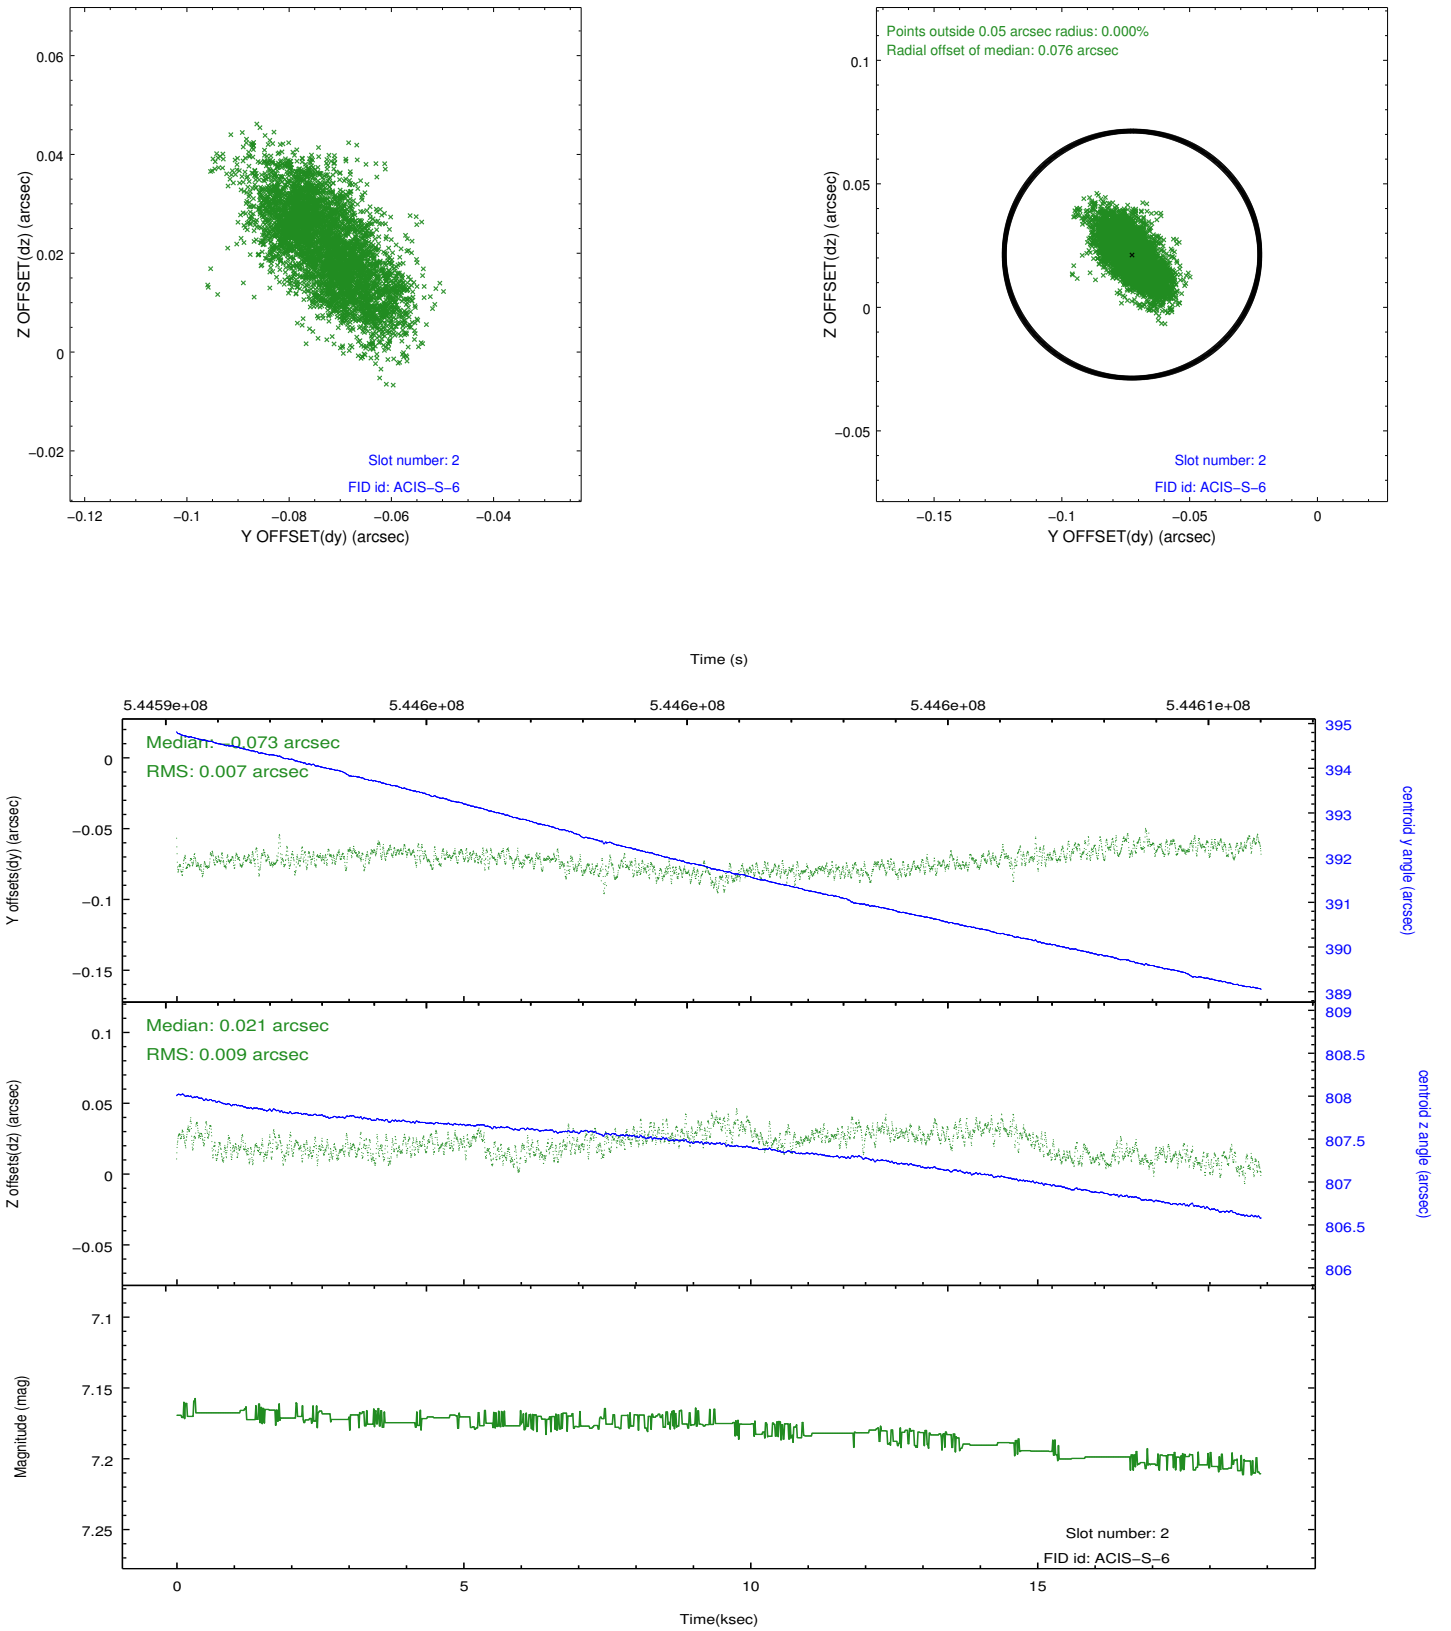 0.06
0.04
0.02
0
−0.02
Z OFFSET(dz) (arcsec)
Slot number: 2
FID id: ACIS−S−6
−0.12
−0.1
−0.08
−0.06
−0.04
Y OFFSET(dy) (arcsec)
Points outside 0.05 arcsec radius: 0.000%
Radial offset of median: 0.076 arcsec
0.1
0.05
0
−0.05
Z OFFSET(dz) (arcsec)
Slot number: 2
FID id: ACIS−S−6
−0.15
−0.1
−0.05
0
Y OFFSET(dy) (arcsec)
Time (s)
5.4459e+08
5.446e+08
5.446e+08
5.446e+08
5.4461e+08
Median: −0.073 arcsec
RMS: 0.007 arcsec
0
−0.05
−0.1
−0.15
Y offsets(dy) (arcsec)
395
394
393
392
391
390
389
centroid y angle (arcsec)
Median: 0.021 arcsec
RMS: 0.009 arcsec
0.1
0.05
0
−0.05
Z offsets(dz) (arcsec)
809
808.5
808
807.5
807
806.5
806
centroid z angle (arcsec)
7.1
7.15
7.2
7.25
Magnitude (mag)
Slot number: 2
FID id: ACIS−S−6
0
5
10
15
Time(ksec)